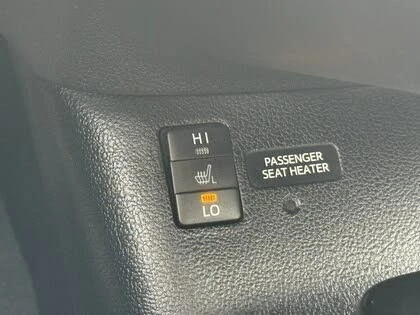 HI
LO
PASSENGER
SEAT HEATER